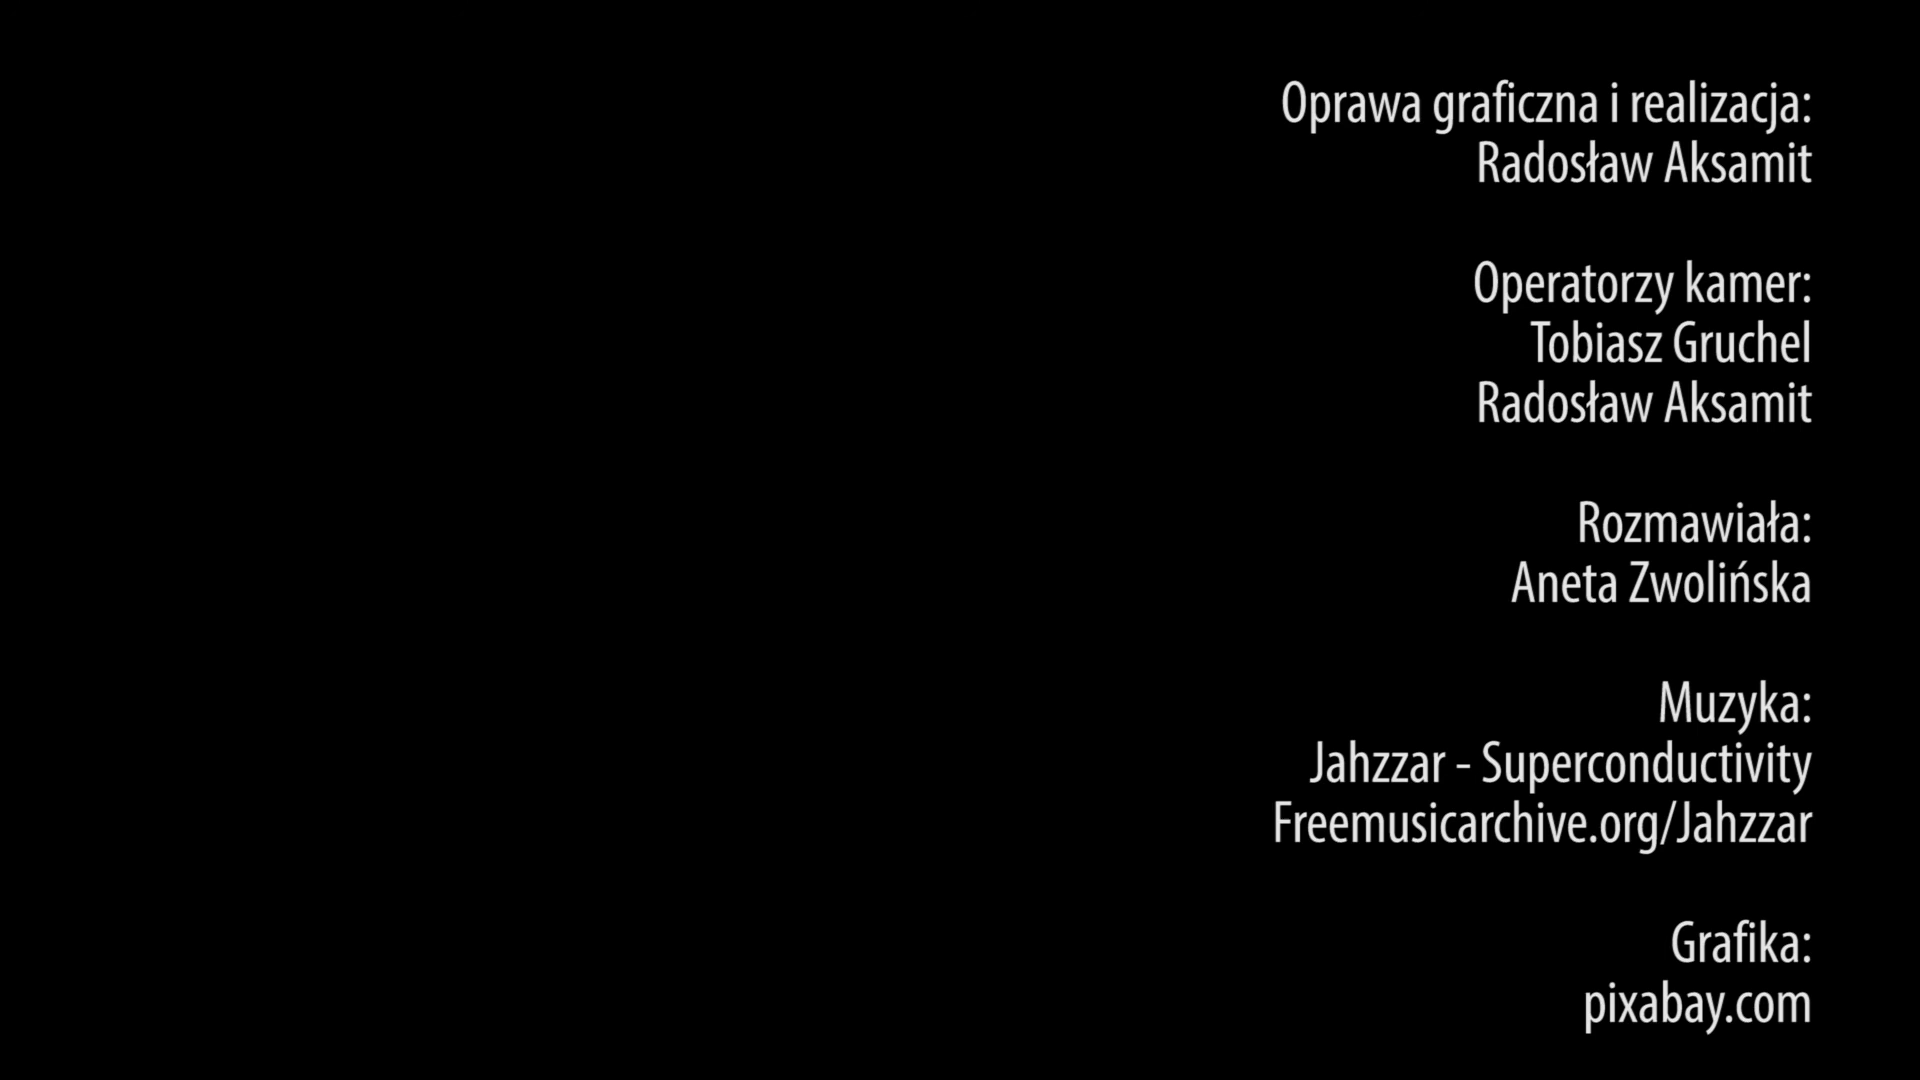 Oprawa graficzna i realizacja:
Radosław Aksamit
Operatorzy kamer:
Tobiasz Gruchel
Radosław Aksamit
Rozmawiała:
Aneta Zwolińska
Muzyka:
Jahzzar - Superconductivity
Freemusicarchive.org/Jahzzar
Grafika:
pixabay.com